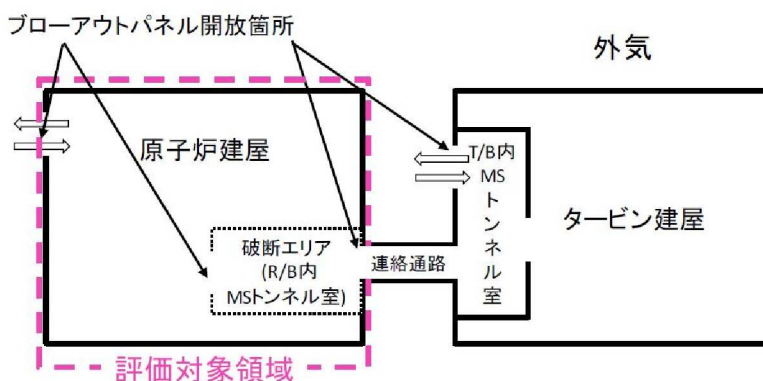 ブローアウトパネル開放箇所
外気
原子炉建屋
T/B内
MS
トンネル室
タービン建屋
破断エリア
(R/B内
MSトンネル室)
連絡通路
評価対象領域